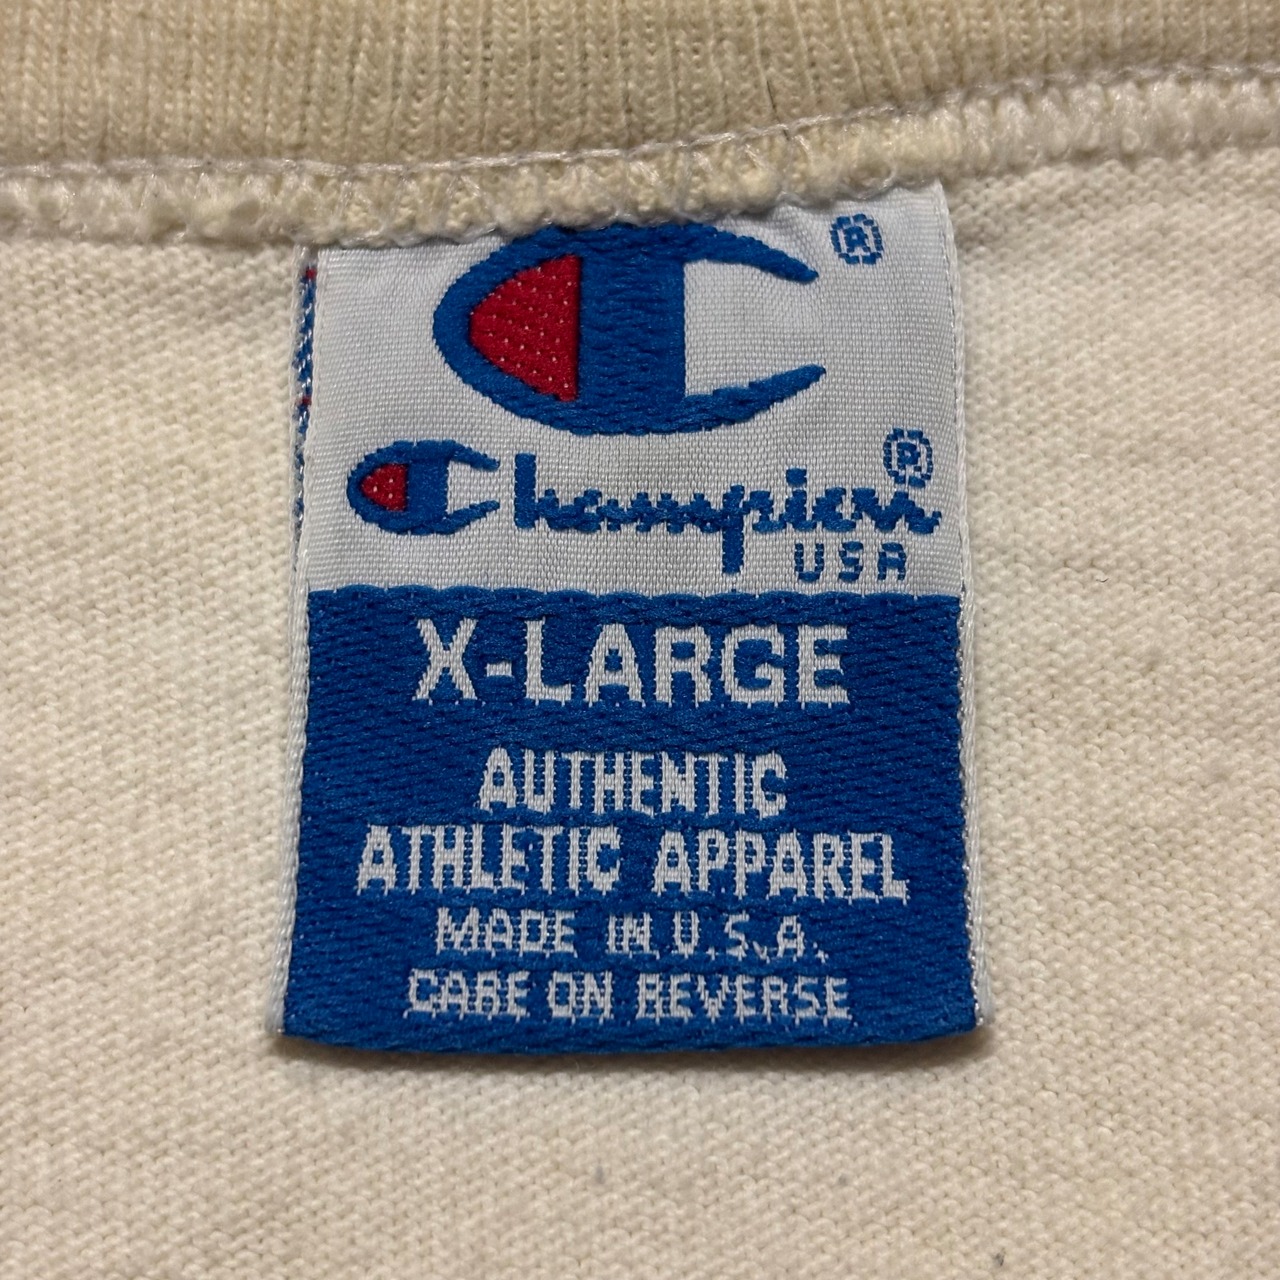 ®
Champion®
USA
X-LARGE
AUTHENTIC
ATHLETIC APPAREL
MADE IN U.S.A.
CARE ON REVERSE